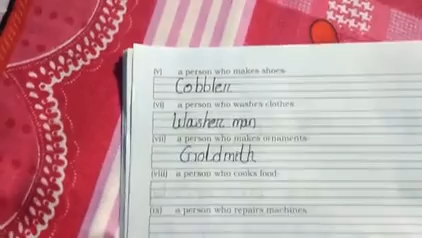 (v) a person who makes shoes
Cobbler
(vi) a person who washes clothes
Washer man
(vii) a person who makes ornaments
Gioldmith
(viii) a person who cooks food
(ix) a person who repairs machines